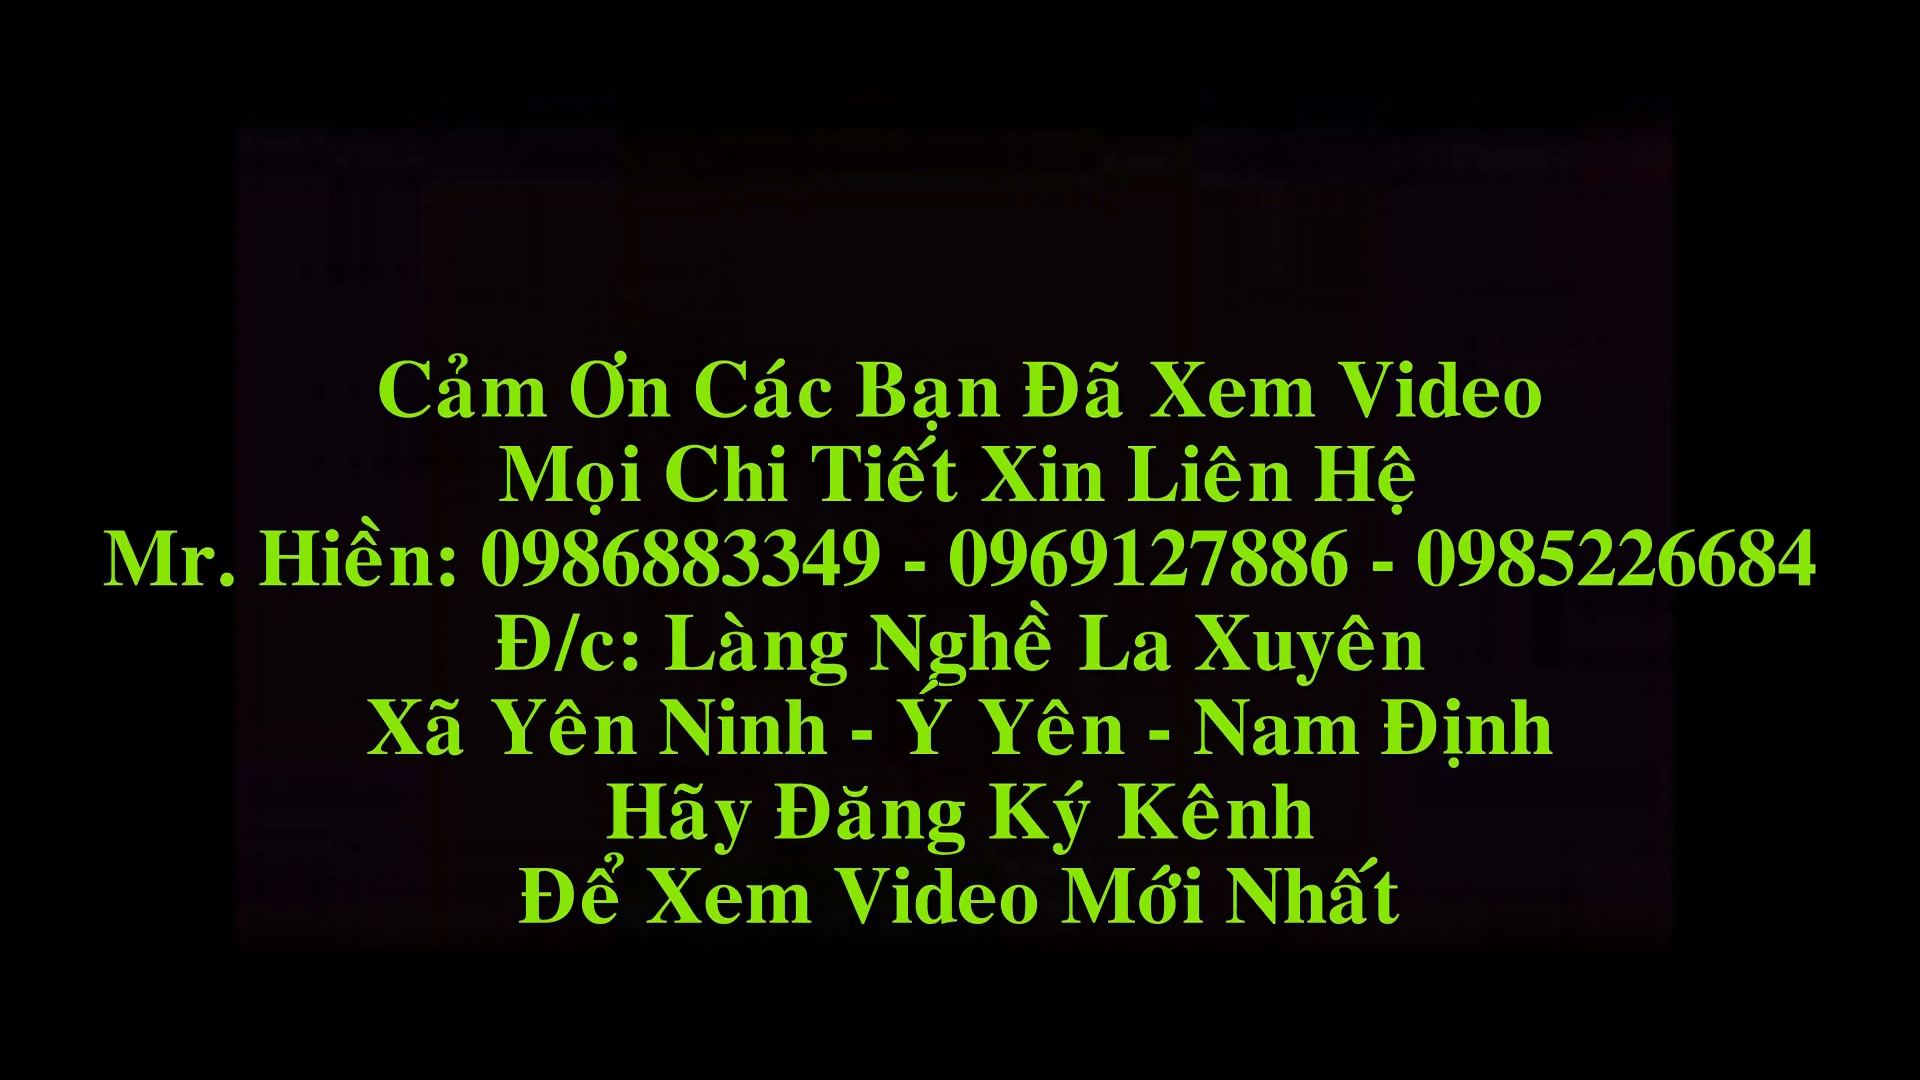 Cảm Ơn Các Bạn Đã Xem Video
Mọi Chi Tiết Xin Liên Hệ
Mr. Hiền: 0986883349 - 0969127886 - 0985226684
Đ/c: Làng Nghề La Xuyên
Xã Yên Ninh - Ý Yên - Nam Định
Hãy Đăng Ký Kênh
Để Xem Video Mới Nhất